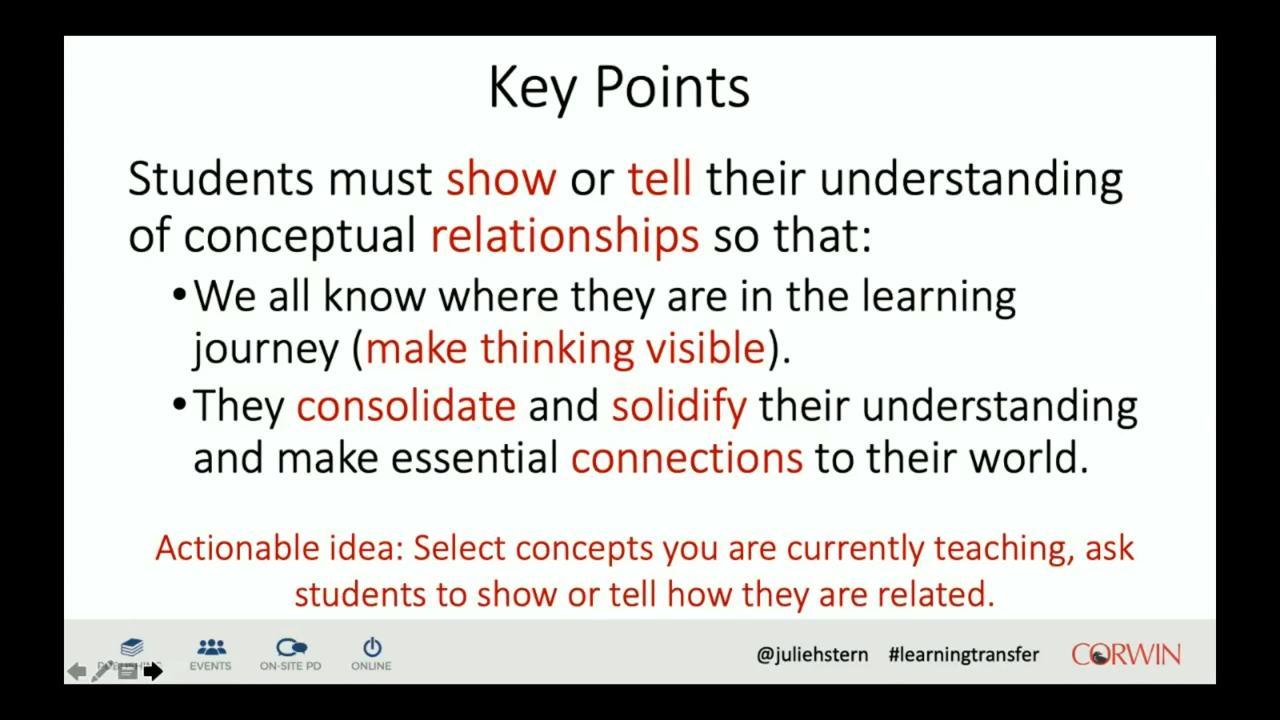 Key Points
Students must show or tell their understanding
of conceptual relationships so that:
•We all know where they are in the learning
journey (make thinking visible).
•They consolidate and solidify their understanding
and make essential connections to their world.
Actionable idea: Select concepts you are currently teaching, ask
students to show or tell how they are related.
PUBLISHING EVENTS ON-SITE PD ONLINE @juliehstern #learningtransfer CORWIN